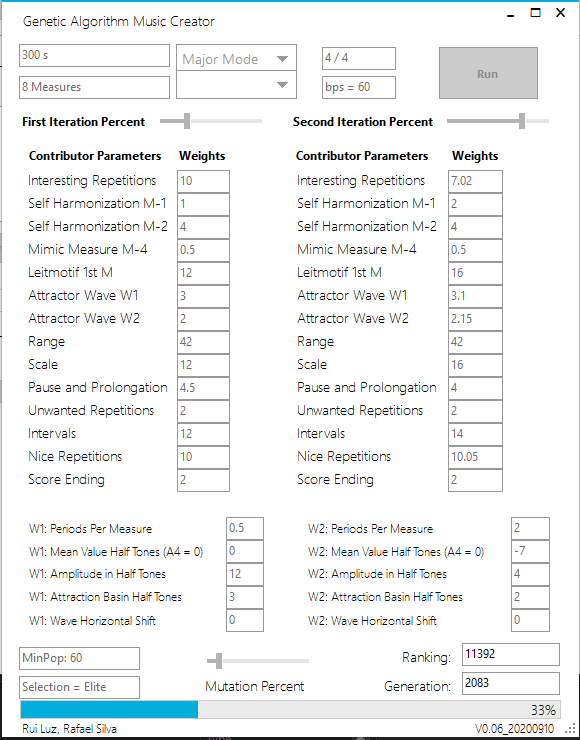 Genetic Algorithm Music Creator
300 s Major Mode 4 / 4 Run
8 Measures bps = 60
First Iteration Percent Second Iteration Percent
Contributor Parameters Weights Contributor Parameters Weights
Interesting Repetitions 10 Interesting Repetitions 7.02
Self Harmonization M-1 1 Self Harmonization M-1 2
Self Harmonization M-2 4 Self Harmonization M-2 4
Mimic Measure M-4 0.5 Mimic Measure M-4 0.5
Leitmotif 1st M 12 Leitmotif 1st M 16
Attractor Wave W1 3 Attractor Wave W1 3.1
Attractor Wave W2 2 Attractor Wave W2 2.15
Range 42 Range 42
Scale 12 Scale 16
Pause and Prolongation 4.5 Pause and Prolongation 4
Unwanted Repetitions 2 Unwanted Repetitions 2
Intervals 12 Intervals 14
Nice Repetitions 10 Nice Repetitions 10.05
Score Ending 2 Score Ending 2
W1: Periods Per Measure 0.5 W2: Periods Per Measure 2
W1: Mean Value Half Tones (A4 = 0) 0 W2: Mean Value Half Tones (A4 = 0) -7
W1: Amplitude in Half Tones 12 W2: Amplitude in Half Tones 4
W1: Attraction Basin Half Tones 3 W2: Attraction Basin Half Tones 2
W1: Wave Horizontal Shift 0 W2: Wave Horizontal Shift 0
MinPop: 60 Ranking: 11392
Selection = Elite Mutation Percent Generation: 2083
33%
Rui Luz, Rafael Silva V0.06_20200910